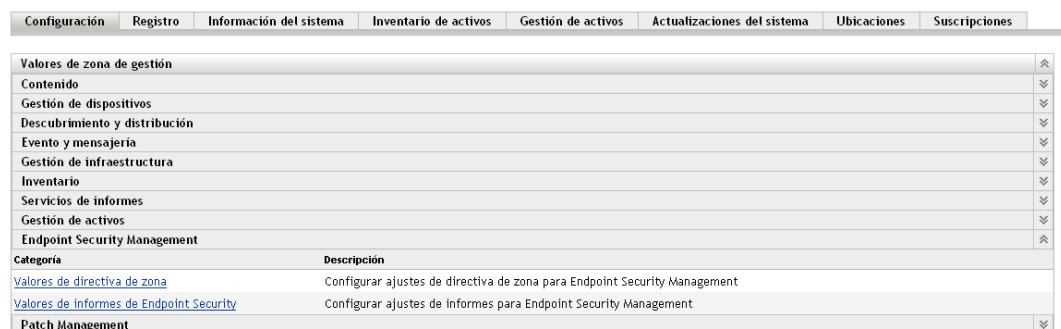 Configuración Registro Información del sistema Inventario de activos Gestión de activos Actualizaciones del sistema Ubicaciones Suscripciones
Valores de zona de gestión
Contenido
Gestión de dispositivos
Descubrimiento y distribución
Evento y mensajería
Gestión de infraestructura
Inventario
Servicios de informes
Gestión de activos
Endpoint Security Management
Categoría Descripción
Valores de directiva de zona Configurar ajustes de directiva de zona para Endpoint Security Management
Valores de informes de Endpoint Security Configurar ajustes de informes para Endpoint Security Management
Patch Management